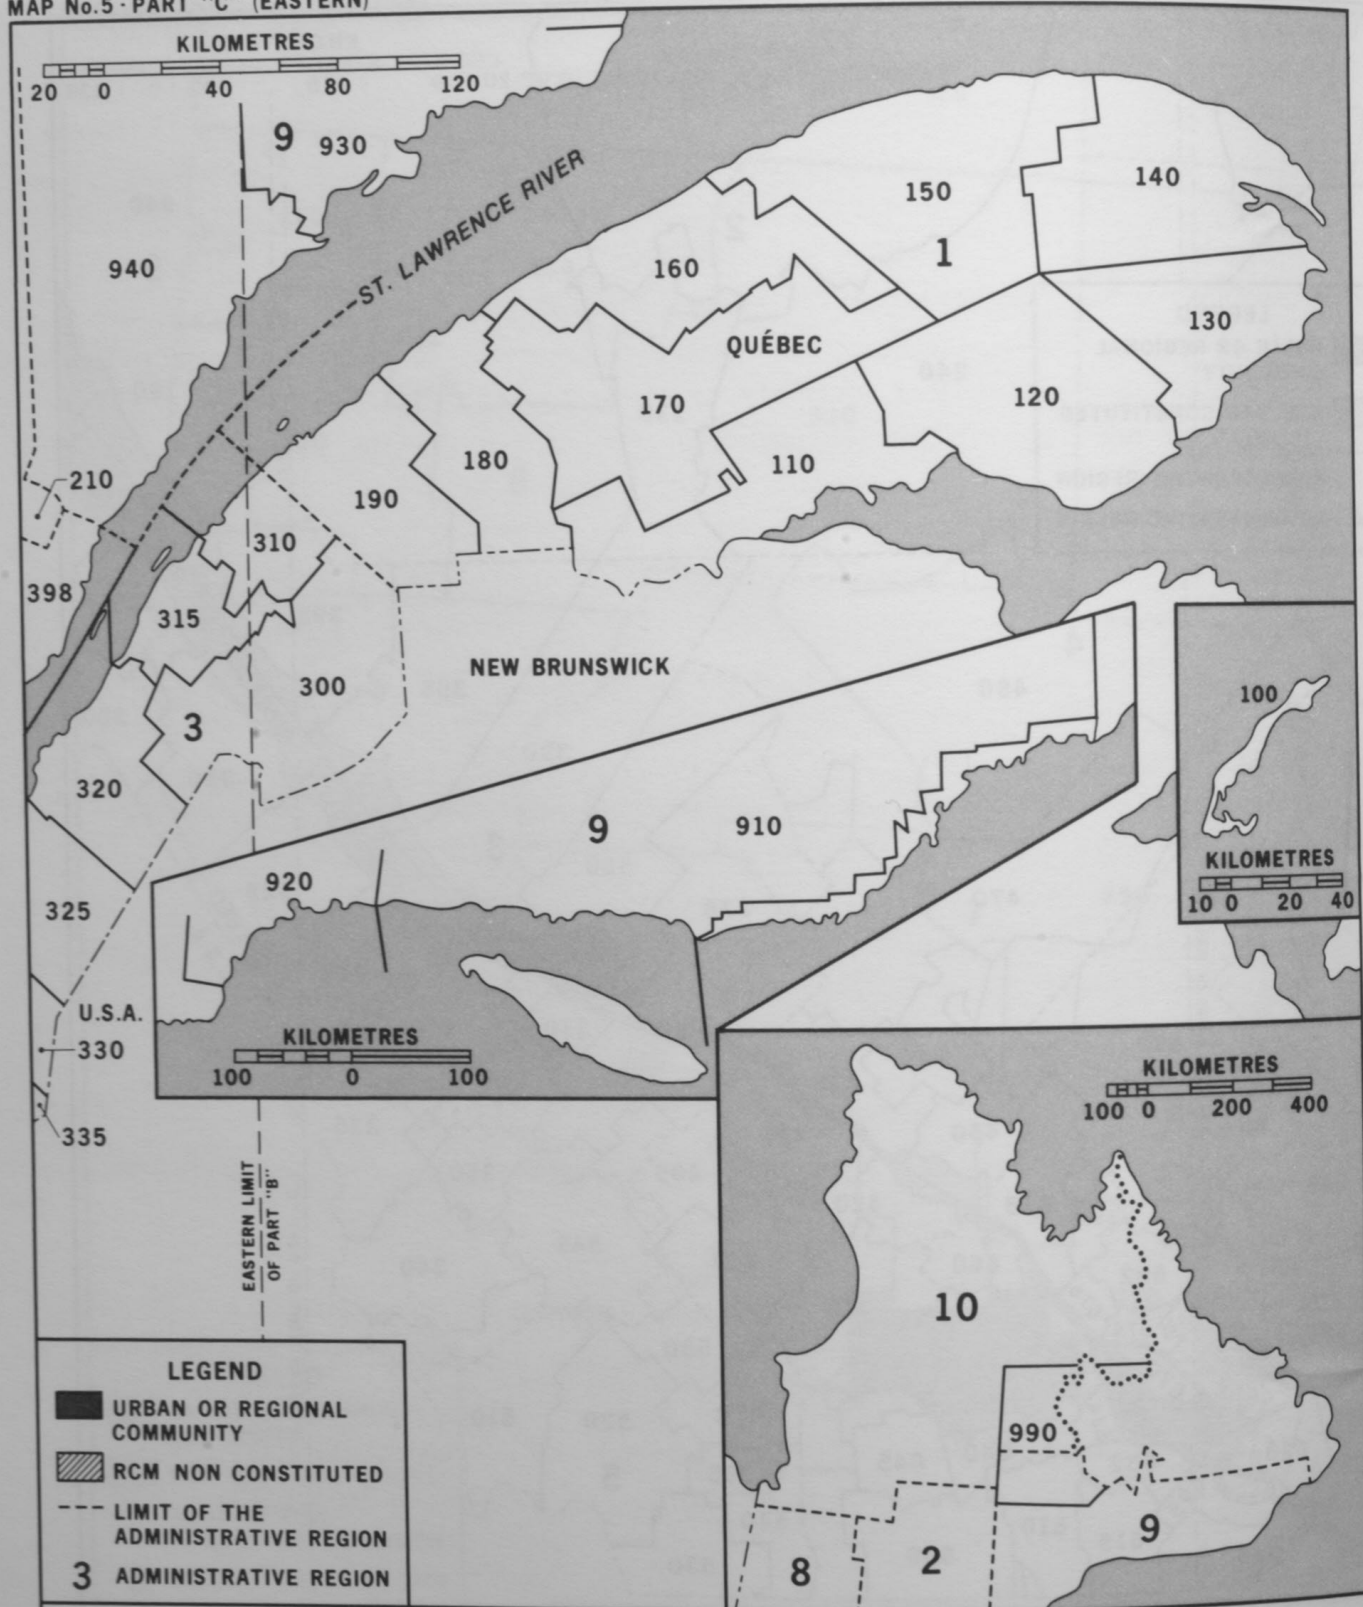 MAP No.5 - PART "C" (EASTERN)
KILOMETRES
20 0 40 80 120
9 930
940
ST. LAWRENCE RIVER
150
140
1
160
130
QUÉBEC
170
120
110
180
190
210
310
398
315
300
NEW BRUNSWICK
3
320
325
100
KILOMETRES
10 0 20 40
9
910
920
U.S.A.
330
335
KILOMETRES
100 0 100
EASTERN LIMIT
OF PART "B"
KILOMETRES
100 0 200 400
10
990
9
2
8
LEGEND
URBAN OR REGIONAL
COMMUNITY
RCM NON CONSTITUTED
LIMIT OF THE
ADMINISTRATIVE REGION
3 ADMINISTRATIVE REGION